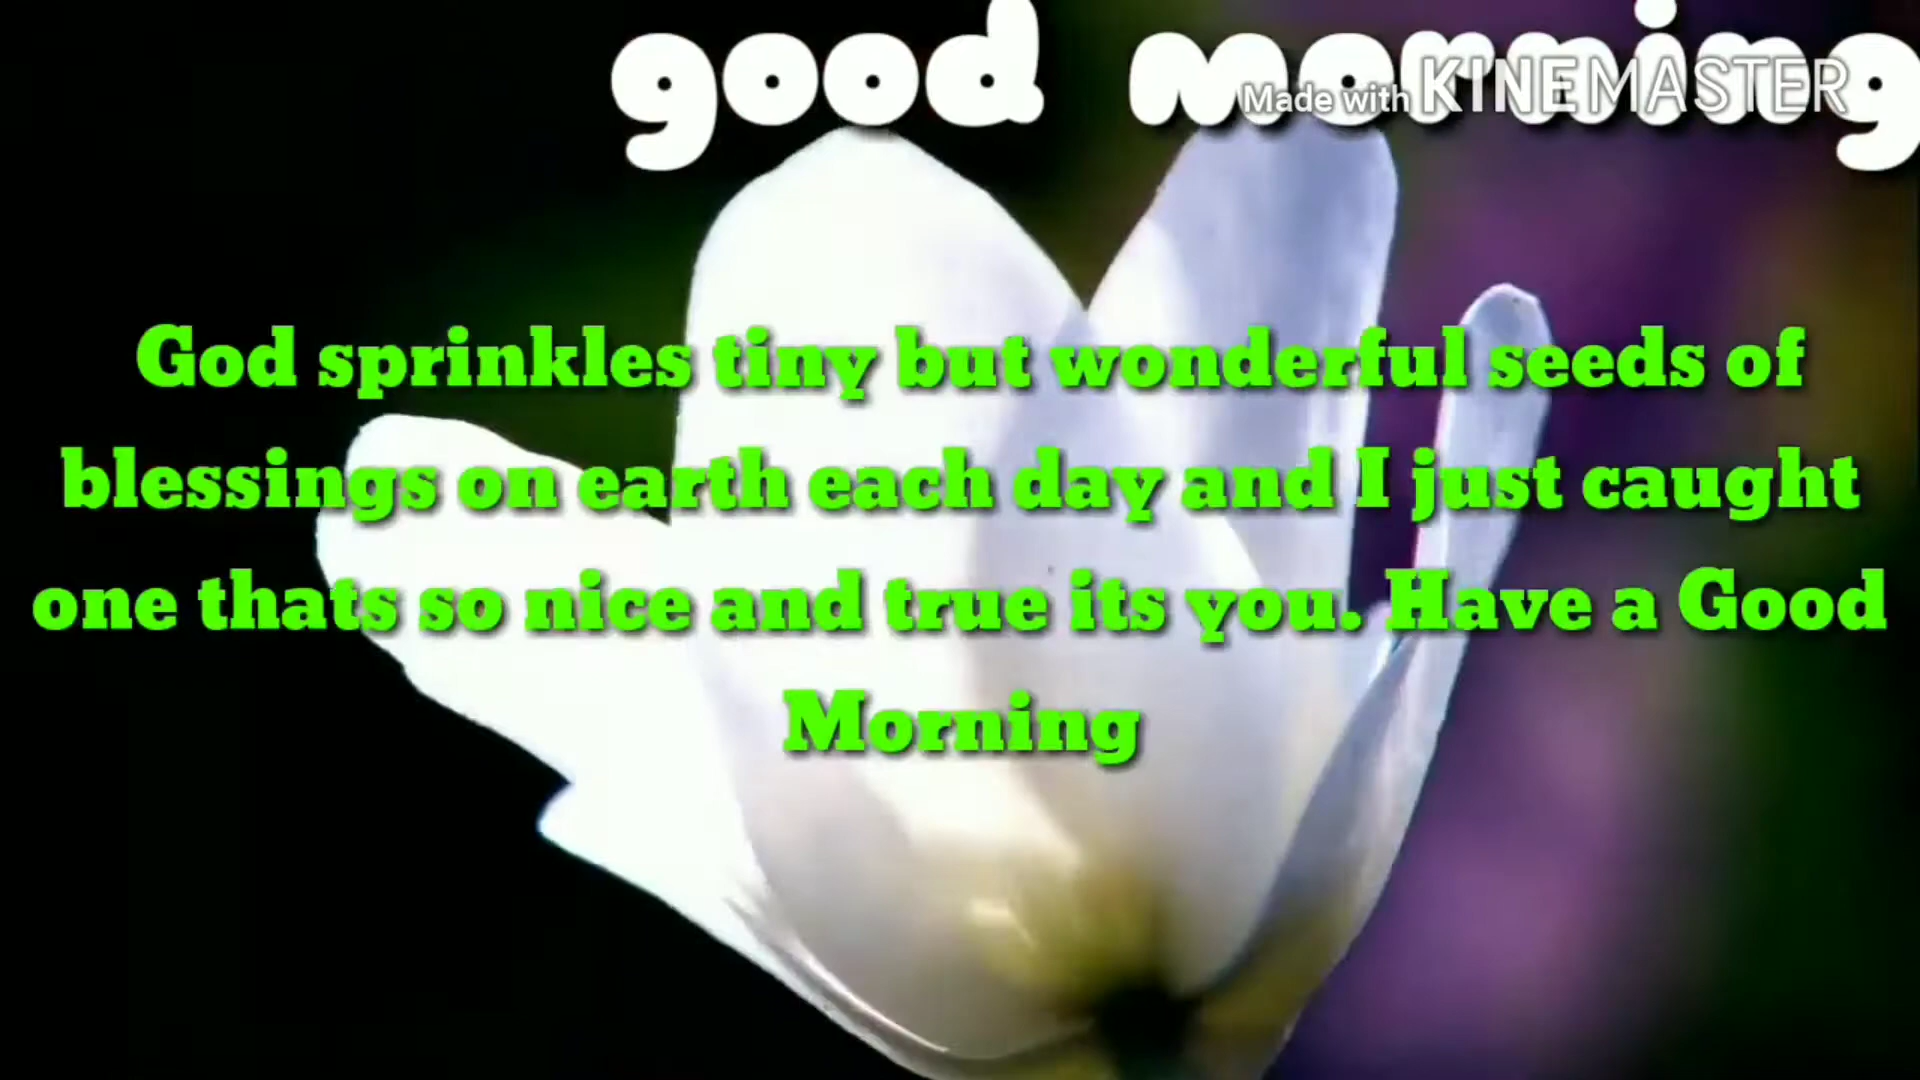 good morning
Made with KINEMASTER
God sprinkles tiny but wonderful seeds of
blessings on earth each day and I just caught
one thats so nice and true its you. Have a Good
Morning